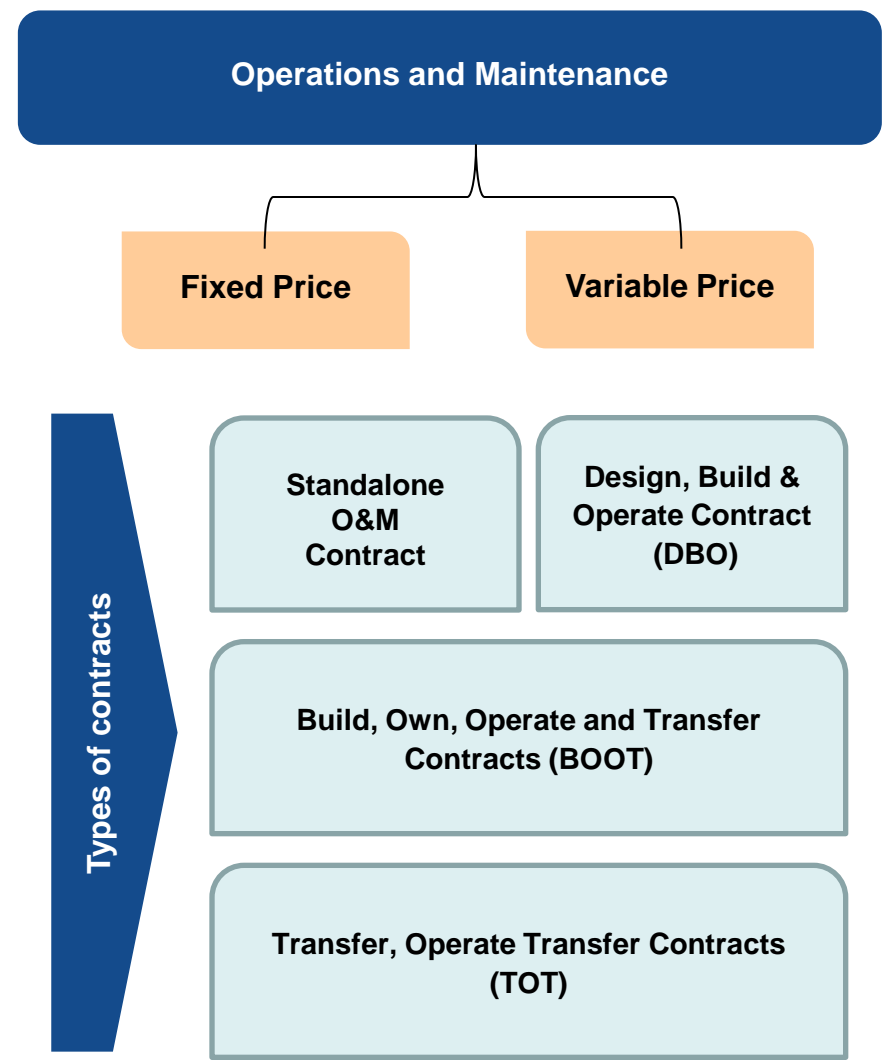 Operations and Maintenance
Fixed Price
Variable Price
Types of contracts
Standalone
O&M
Contract
Design, Build &
Operate Contract
(DBO)
Build, Own, Operate and Transfer
Contracts (BOOT)
Transfer, Operate Transfer Contracts
(TOT)